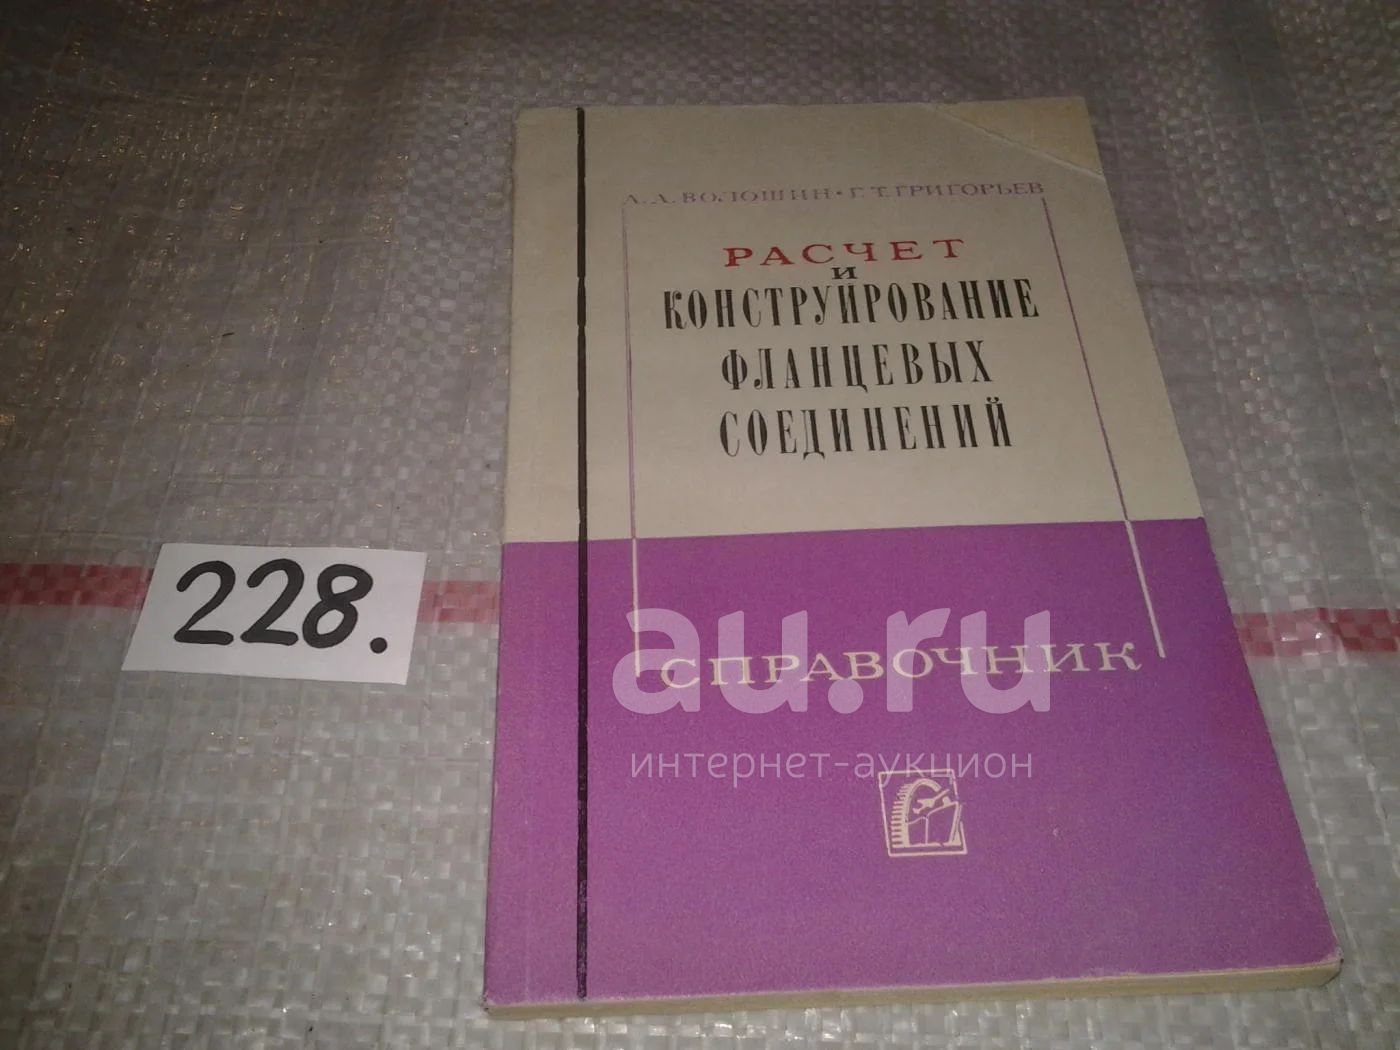 А. А. ВОЛОШИН · Г. Т. ГРИГОРЬЕВ
РАСЧЕТ
И
КОНСТРУИРОВАНИЕ
ФЛАНЦЕВЫХ
СОЕДИНЕНИЙ
228.
au.ru
СПРАВОЧНИК
интернет-аукцион